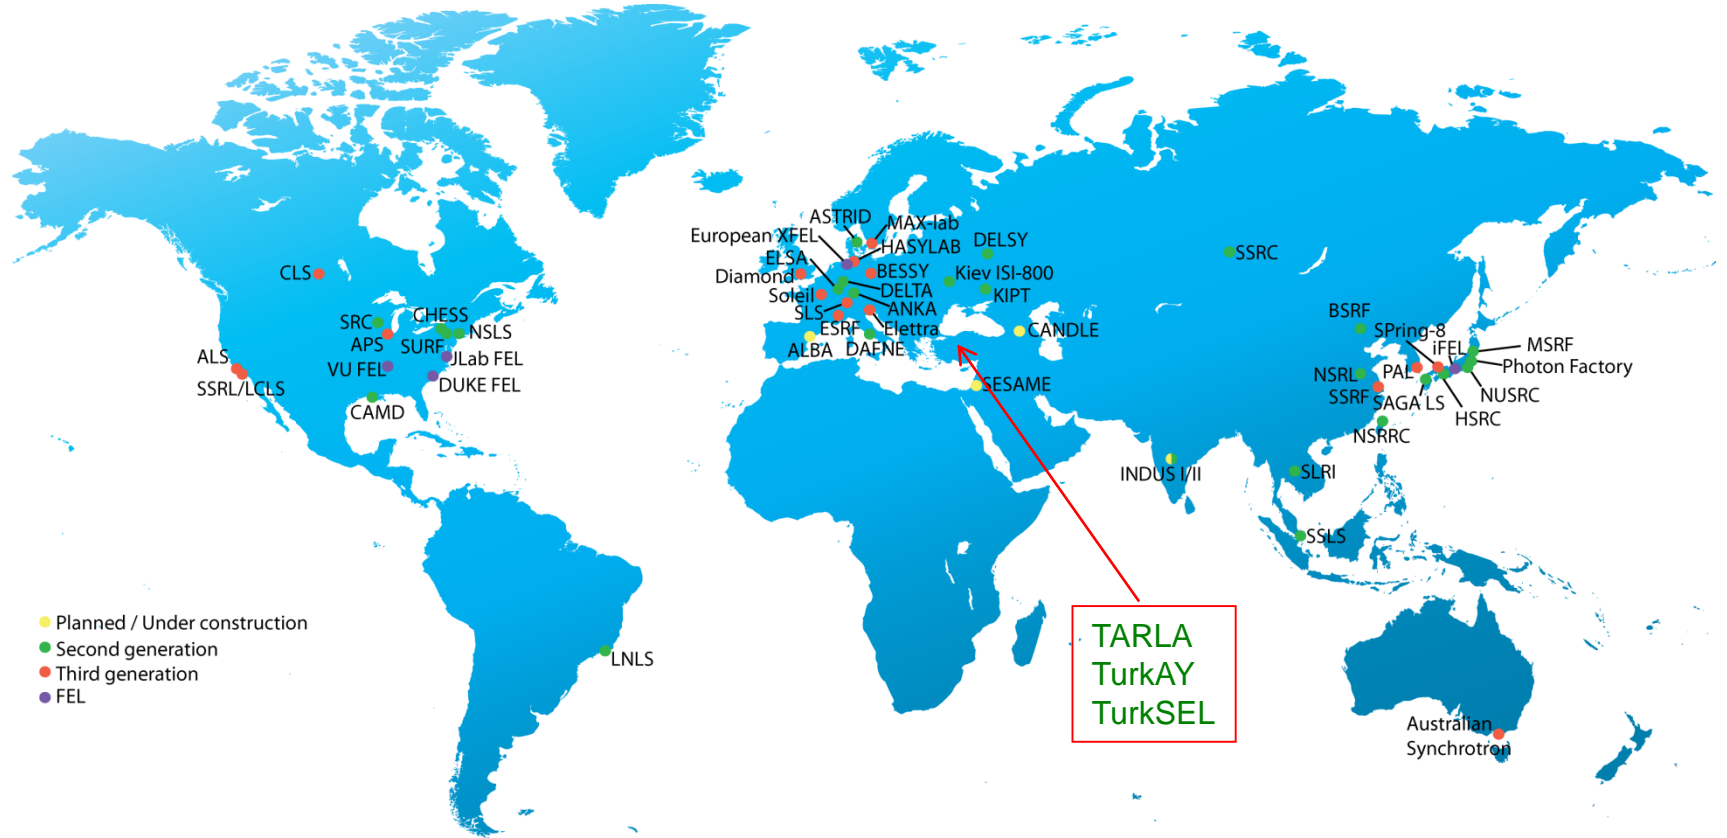 ASTRID
MAX-lab
European XFEL
HASYLAB
DELSY
ELSA
SSRC
CLS
Diamond
BESSY
Kiev ISI-800
DELTA
Soleil
KIPT
ANKA
SLS
BSRF
SRC
CHESS
ESRF
Elettra
CANDLE
SPring-8
NSLS
APS
SURF
iFEL
MSRF
ALBA
DAFNE
ALS
JLab FEL
VU FEL
PAL
Photon Factory
NSRL
SSRL/LCLS
DUKE FEL
SESAME
SSRF
SAGA LS
NUSRC
CAMD
HSRC
NSRRC
INDUS I/II
SLRI
SSLS
Planned / Under construction
Second generation
Third generation
FEL
LNLS
TARLA
TurkAY
TurkSEL
Australian
Synchrotron